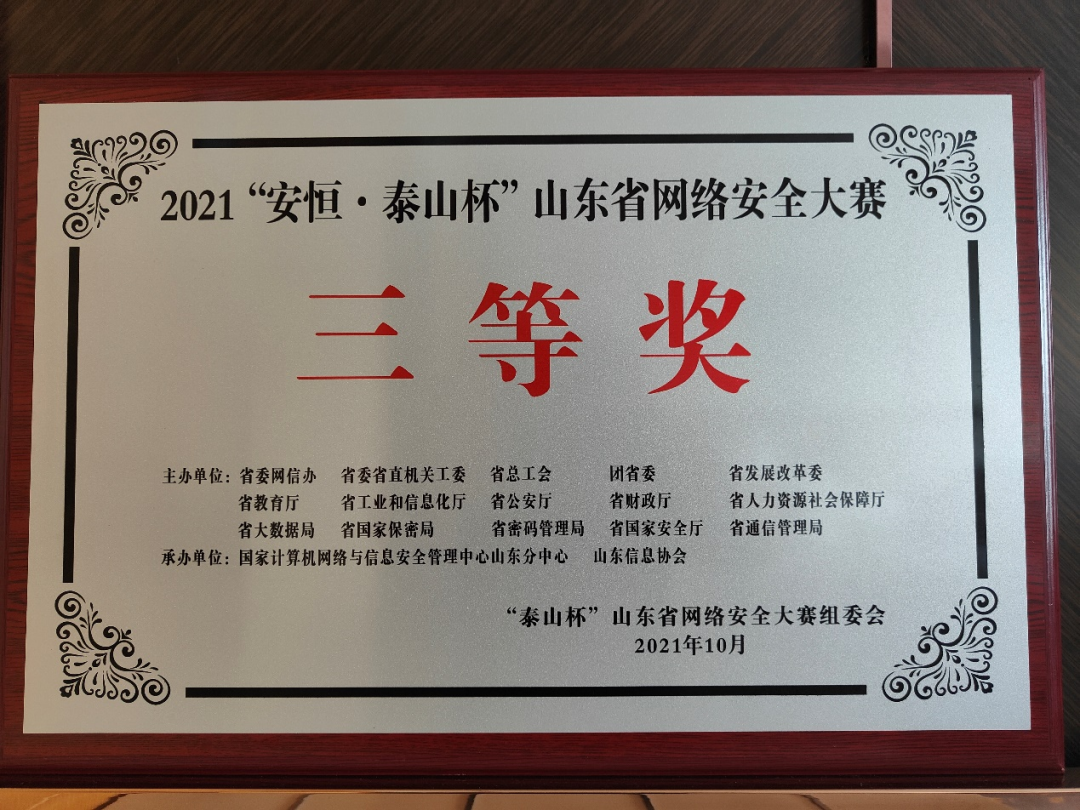 2021“安恒·泰山杯”山东省网络安全大赛
三等奖
主办单位：省委网信办 省委省直机关工委 省总工会 团省委 省发展改革委
省教育厅 省工业和信息化厅 省公安厅 省财政厅 省人力资源社会保障厅
省大数据局 省国家保密局 省密码管理局 省国家安全厅 省通信管理局
承办单位：国家计算机网络与信息安全管理中心山东分中心 山东信息协会
“泰山杯”山东省网络安全大赛组委会
2021年10月